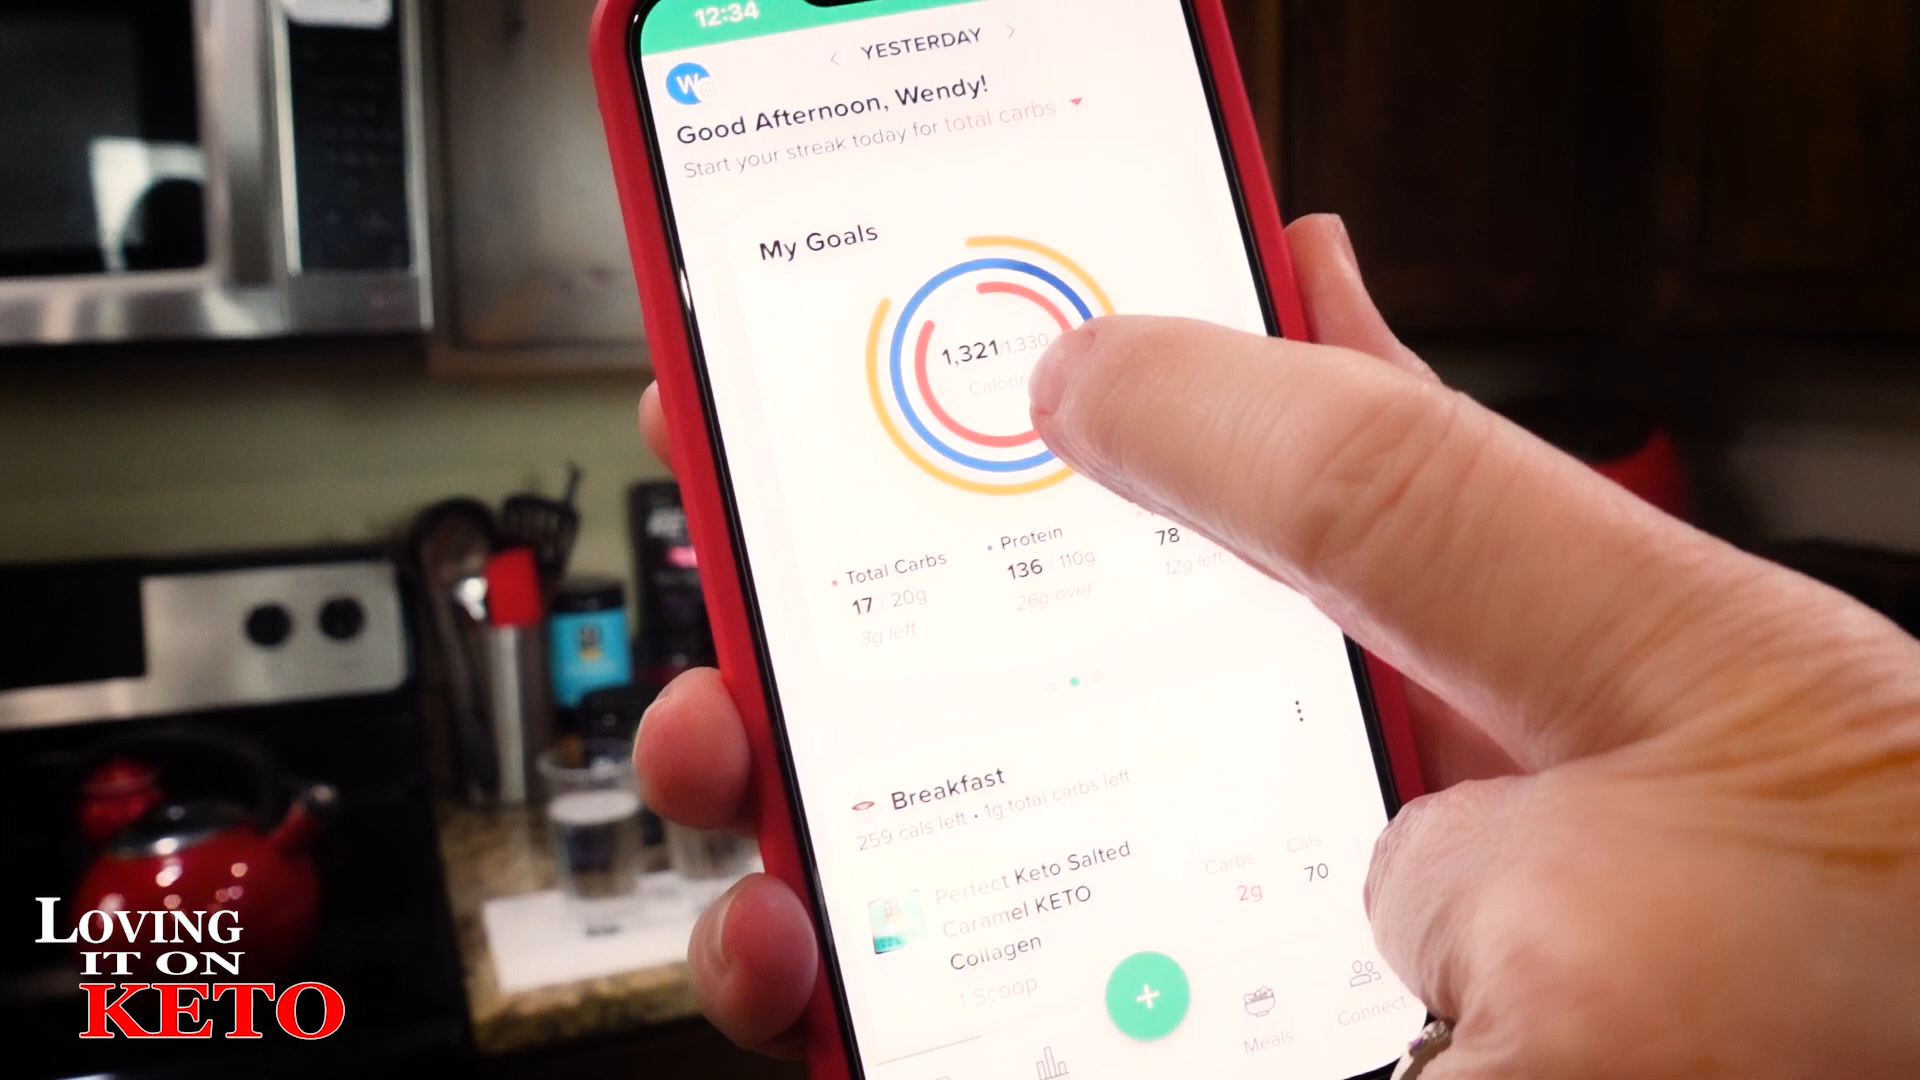 12:34
< YESTERDAY >
W
Good Afternoon, Wendy!
Start your streak today for total carbs
My Goals
1,321/1,330
Total Carbs
17 / 20g
3g left
Protein
136 / 110g
26g over
78
12g left
Breakfast
259 cals left • 1g total carbs left
Carbs
Cals
Perfect Keto Salted
Caramel KETO
Collagen
2g
70
1 Scoop
+
Meals
Connect
LOVING
IT ON
KETO